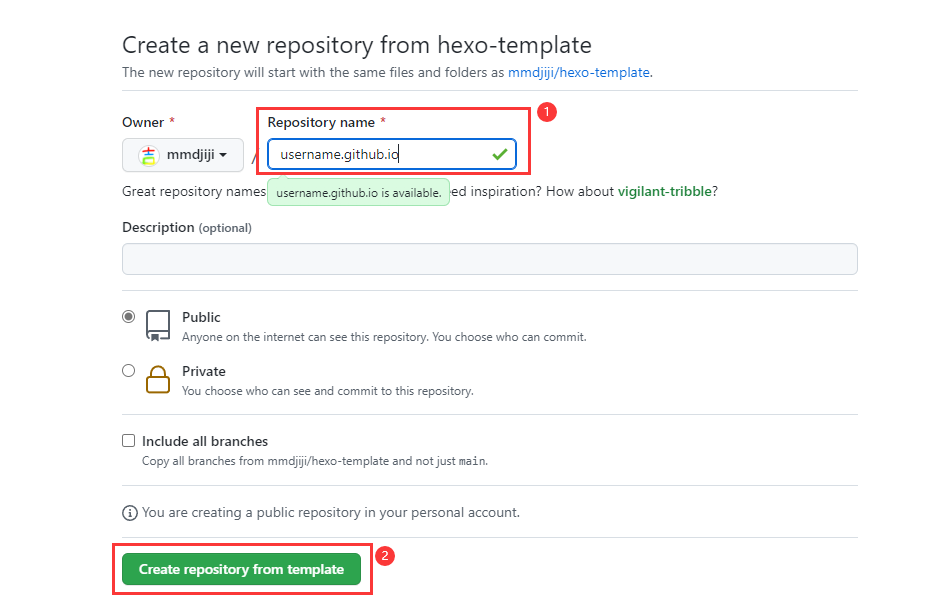 Create a new repository from hexo-template
The new repository will start with the same files and folders as mmdjiji/hexo-template.
Owner *
Repository name *
1
mmdjiji
/
username.github.io
Great repository names
username.github.io is available.
ed inspiration? How about vigilant-tribble?
Description (optional)
Public
Anyone on the internet can see this repository. You choose who can commit.
Private
You choose who can see and commit to this repository.
Include all branches
Copy all branches from mmdjiji/hexo-template and not just main.
You are creating a public repository in your personal account.
2
Create repository from template